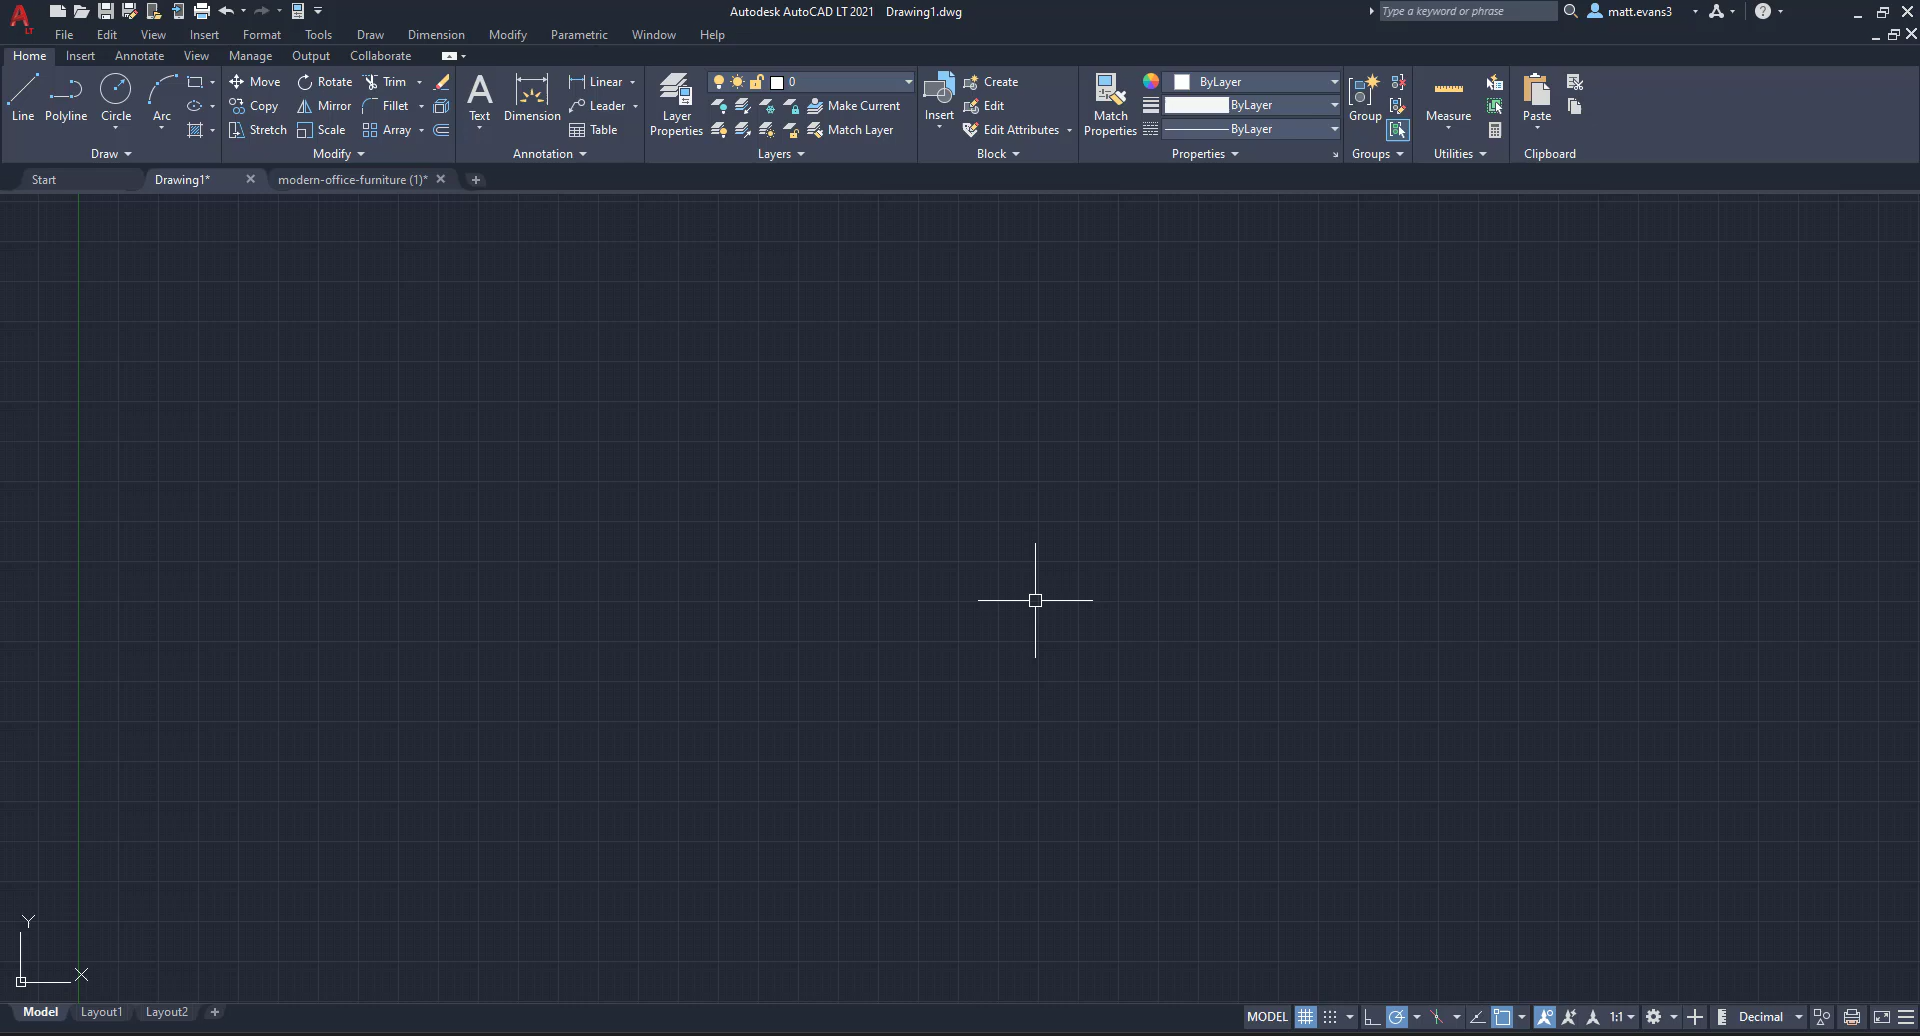 Autodesk AutoCAD LT 2021 Drawing1.dwg Type a keyword or phrase matt.evans3
LT
File Edit View Insert Format Tools Draw Dimension Modify Parametric Window Help
Home Insert Annotate View Manage Output Collaborate
Line Polyline Circle Arc
Move Rotate Trim
Copy Mirror Fillet
Stretch Scale Array
Text Dimension
Linear
Leader
Table
Layer Properties
0
Make Current
Match Layer
Insert
Create
Edit
Edit Attributes
Match Properties
ByLayer
ByLayer
ByLayer
Group
Measure
Paste
Draw Modify Annotation Layers Block Properties Groups Utilities Clipboard
Start Drawing1* modern-office-furniture (1)*
Y
X
Model Layout1 Layout2 MODEL 1:1 Decimal